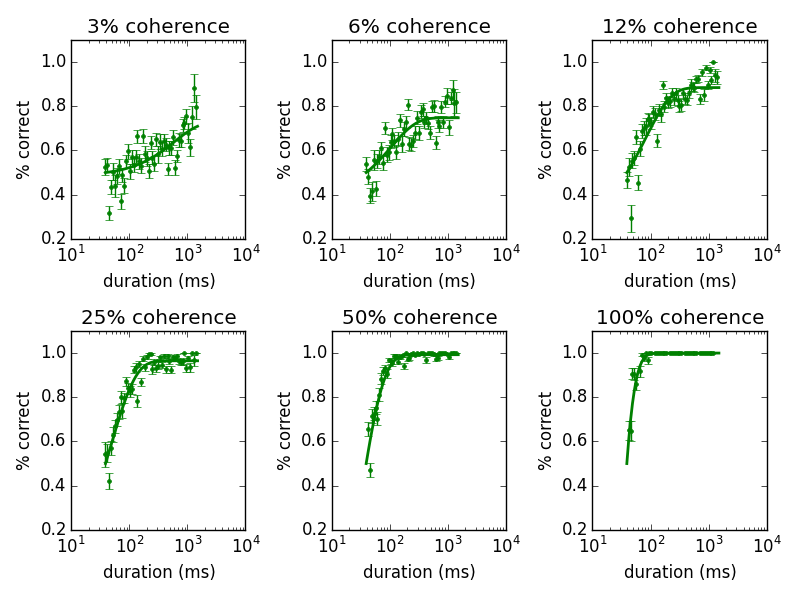 3% coherence 6% coherence 12% coherence
% correct % correct % correct
1.0 1.0 1.0
0.8 0.8 0.8
0.6 0.6 0.6
0.4 0.4 0.4
0.2 0.2 0.2
10^1 10^2 10^3 10^4 10^1 10^2 10^3 10^4 10^1 10^2 10^3 10^4
duration (ms) duration (ms) duration (ms)
25% coherence 50% coherence 100% coherence
% correct % correct % correct
1.0 1.0 1.0
0.8 0.8 0.8
0.6 0.6 0.6
0.4 0.4 0.4
0.2 0.2 0.2
10^1 10^2 10^3 10^4 10^1 10^2 10^3 10^4 10^1 10^2 10^3 10^4
duration (ms) duration (ms) duration (ms)